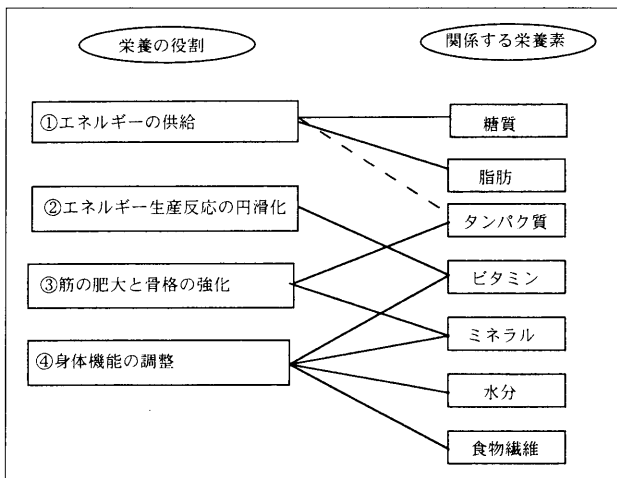 栄養の役割
関係する栄養素
①エネルギーの供給
②エネルギー生産反応の円滑化
③筋の肥大と骨格の強化
④身体機能の調整
糖質
脂肪
タンパク質
ビタミン
ミネラル
水分
食物繊維